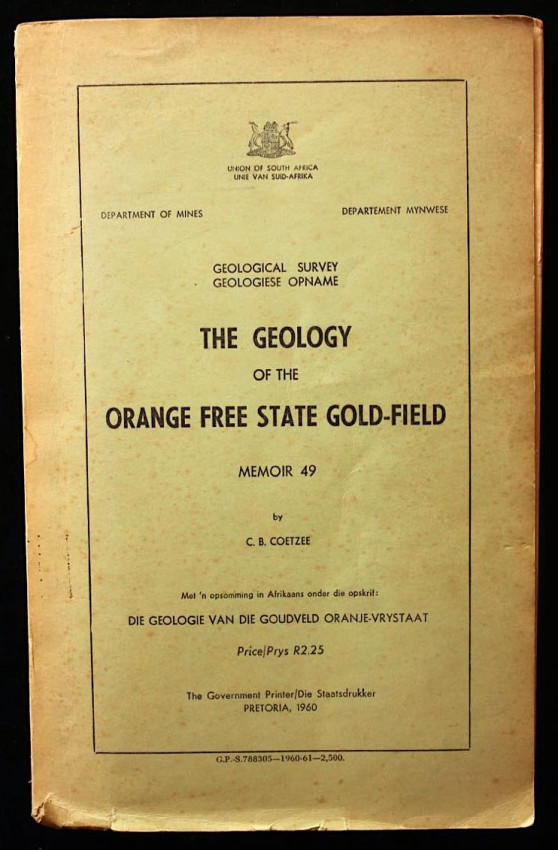 UNION OF SOUTH AFRICA
UNIE VAN SUID-AFRIKA
DEPARTMENT OF MINES
DEPARTEMENT MYNWESE
GEOLOGICAL SURVEY
GEOLOGIESE OPNAME
THE GEOLOGY
OF THE
ORANGE FREE STATE GOLD-FIELD
MEMOIR 49
by
C. B. COETZEE
Met 'n opsomming in Afrikaans onder die opskrif:
DIE GEOLOGIE VAN DIE GOUDVELD ORANJE-VRYSTAAT
Price/Prys R2.25
The Government Printer/Die Staatsdrukker
PRETORIA, 1960
G.P.-S.788305—1960-61—2,500.